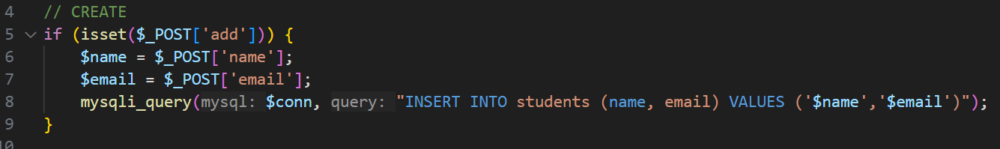 4 // CREATE
5 if (isset($_POST['add'])) {
6 $name = $_POST['name'];
7 $email = $_POST['email'];
8 mysqli_query(mysql: $conn, query: "INSERT INTO students (name, email) VALUES ('$name','$email')");
9 }
10